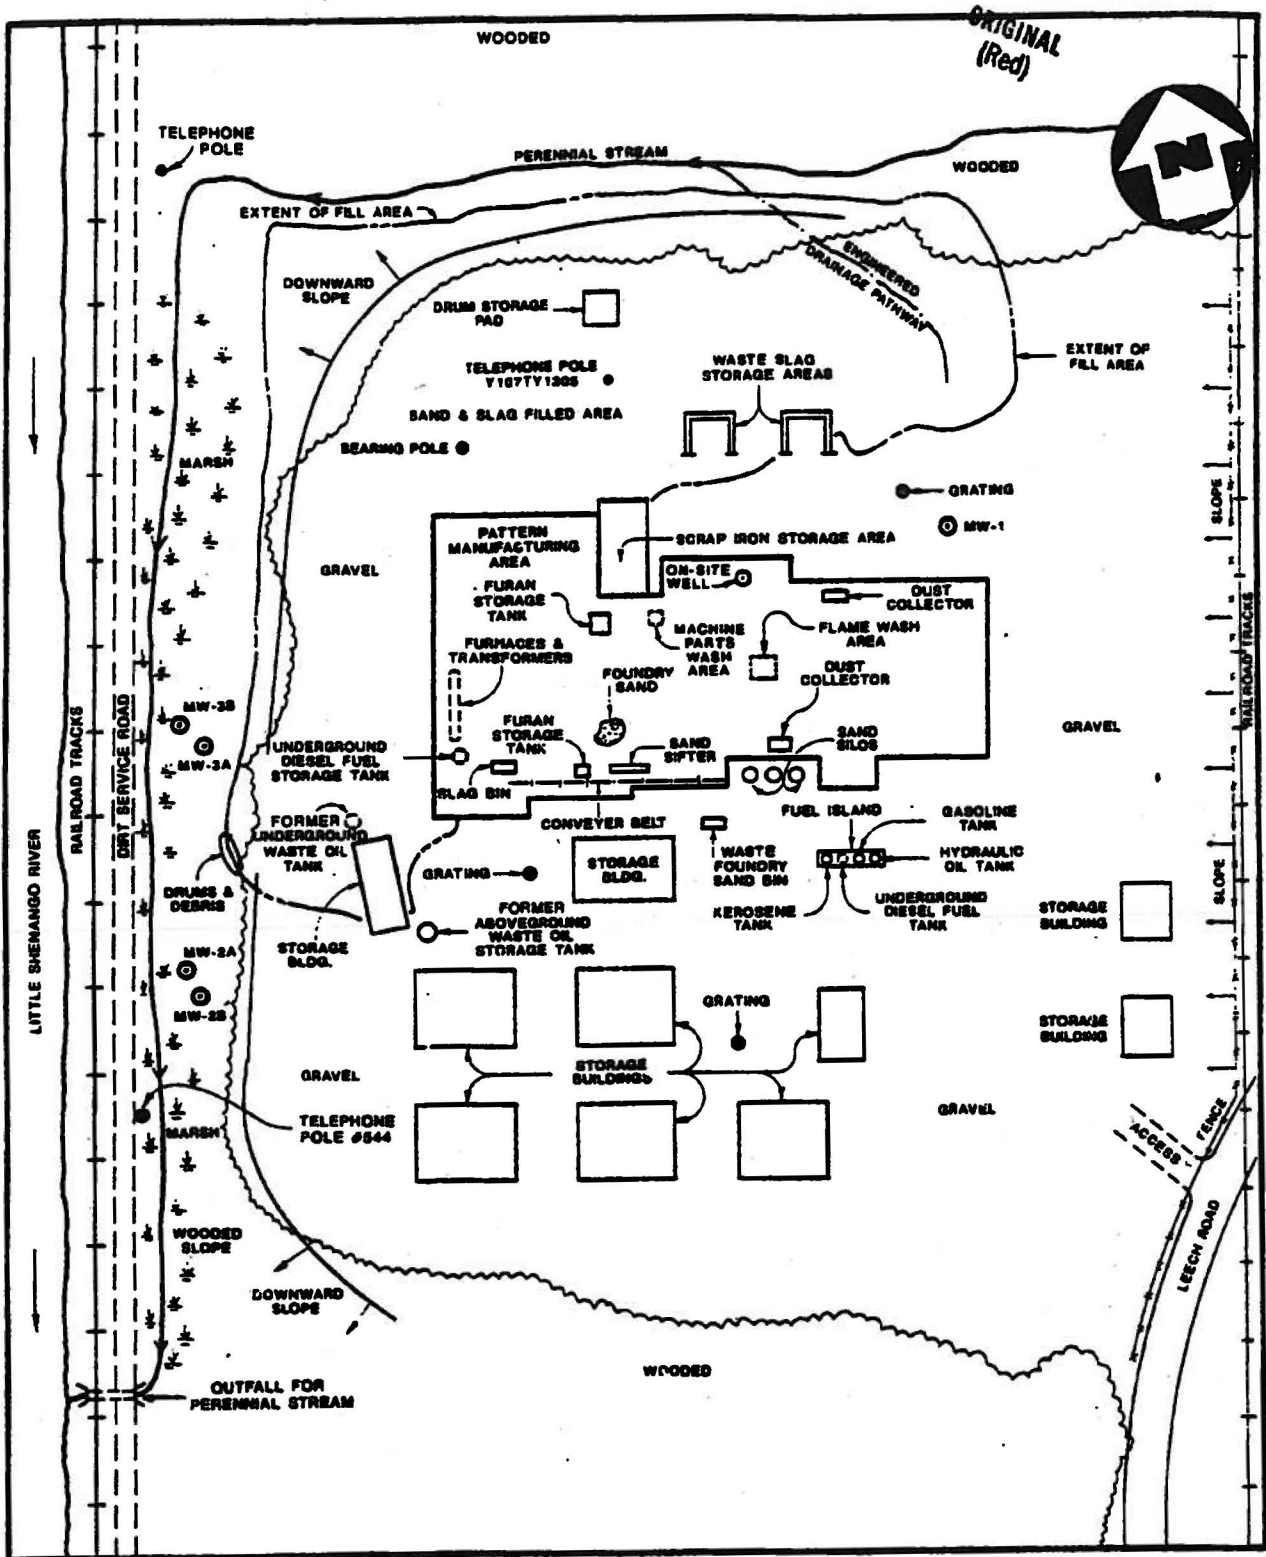 ORIGINAL
(Red)
WOODED
N
TELEPHONE
POLE
PERENNIAL STREAM
WOODED
EXTENT OF FILL AREA
ENGINEERED
DRAINAGE PATHWAY
DOWNWARD
SLOPE
DRUM STORAGE
PAD
TELEPHONE POLE
Y167TY1305
WASTE SLAG
STORAGE AREAS
EXTENT OF
FILL AREA
SAND & SLAG FILLED AREA
BEARING POLE
MARSH
GRATING
MW-1
SLOPE
PATTERN
MANUFACTURING
AREA
SCRAP IRON STORAGE AREA
GRAVEL
ON-SITE
WELL
FURAN
STORAGE
TANK
DUST
COLLECTOR
MACHINE
PARTS
WASH
AREA
FLAME WASH
AREA
FURNACES &
TRANSFORMERS
FOUNDRY
SAND
DUST
COLLECTOR
RAILROAD TRACKS
RAILROAD TRACKS
DIRT SERVICE ROAD
MW-3B
MW-3A
UNDERGROUND
DIESEL FUEL
STORAGE TANK
FURAN
STORAGE
TANK
SAND
SIFTER
SAND
SILOS
GRAVEL
SLAG BIN
CONVEYER BELT
FUEL ISLAND
GASOLINE
TANK
FORMER
UNDERGROUND
WASTE OIL
TANK
STORAGE
BLDG.
WASTE
FOUNDRY
SAND BIN
HYDRAULIC
OIL TANK
GRATING
DRUMS &
DEBRIS
KEROSENE
TANK
UNDERGROUND
DIESEL FUEL
TANK
SLOPE
STORAGE
BUILDING
FORMER
ABOVEGROUND
WASTE OIL
STORAGE TANK
STORAGE
BLDG.
LITTLE SHENANGO RIVER
MW-2A
MW-2B
GRATING
STORAGE
BUILDING
GRAVEL
STORAGE
BUILDINGS
GRAVEL
TELEPHONE
POLE #544
MARSH
ACCESS
FENCE
LEECH ROAD
WOODED
SLOPE
DOWNWARD
SLOPE
WOODED
OUTFALL FOR
PERENNIAL STREAM